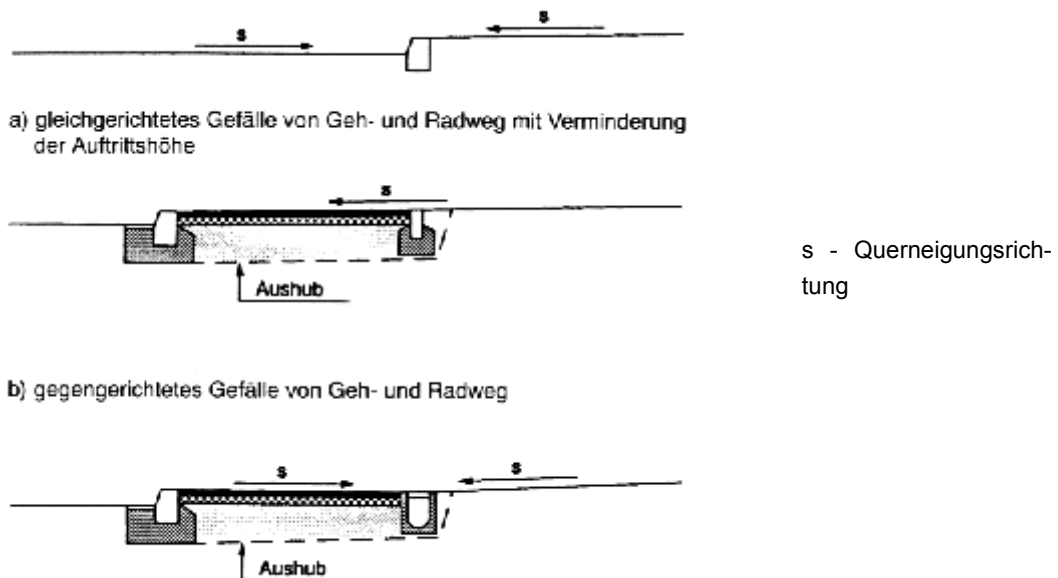 s
s
a) gleichgerichtetes Gefälle von Geh- und Radweg mit Verminderung
der Auftrittshöhe
s
s - Querneigungsrich-
tung
Aushub
b) gegengerichtetes Gefälle von Geh- und Radweg
s
s
Aushub